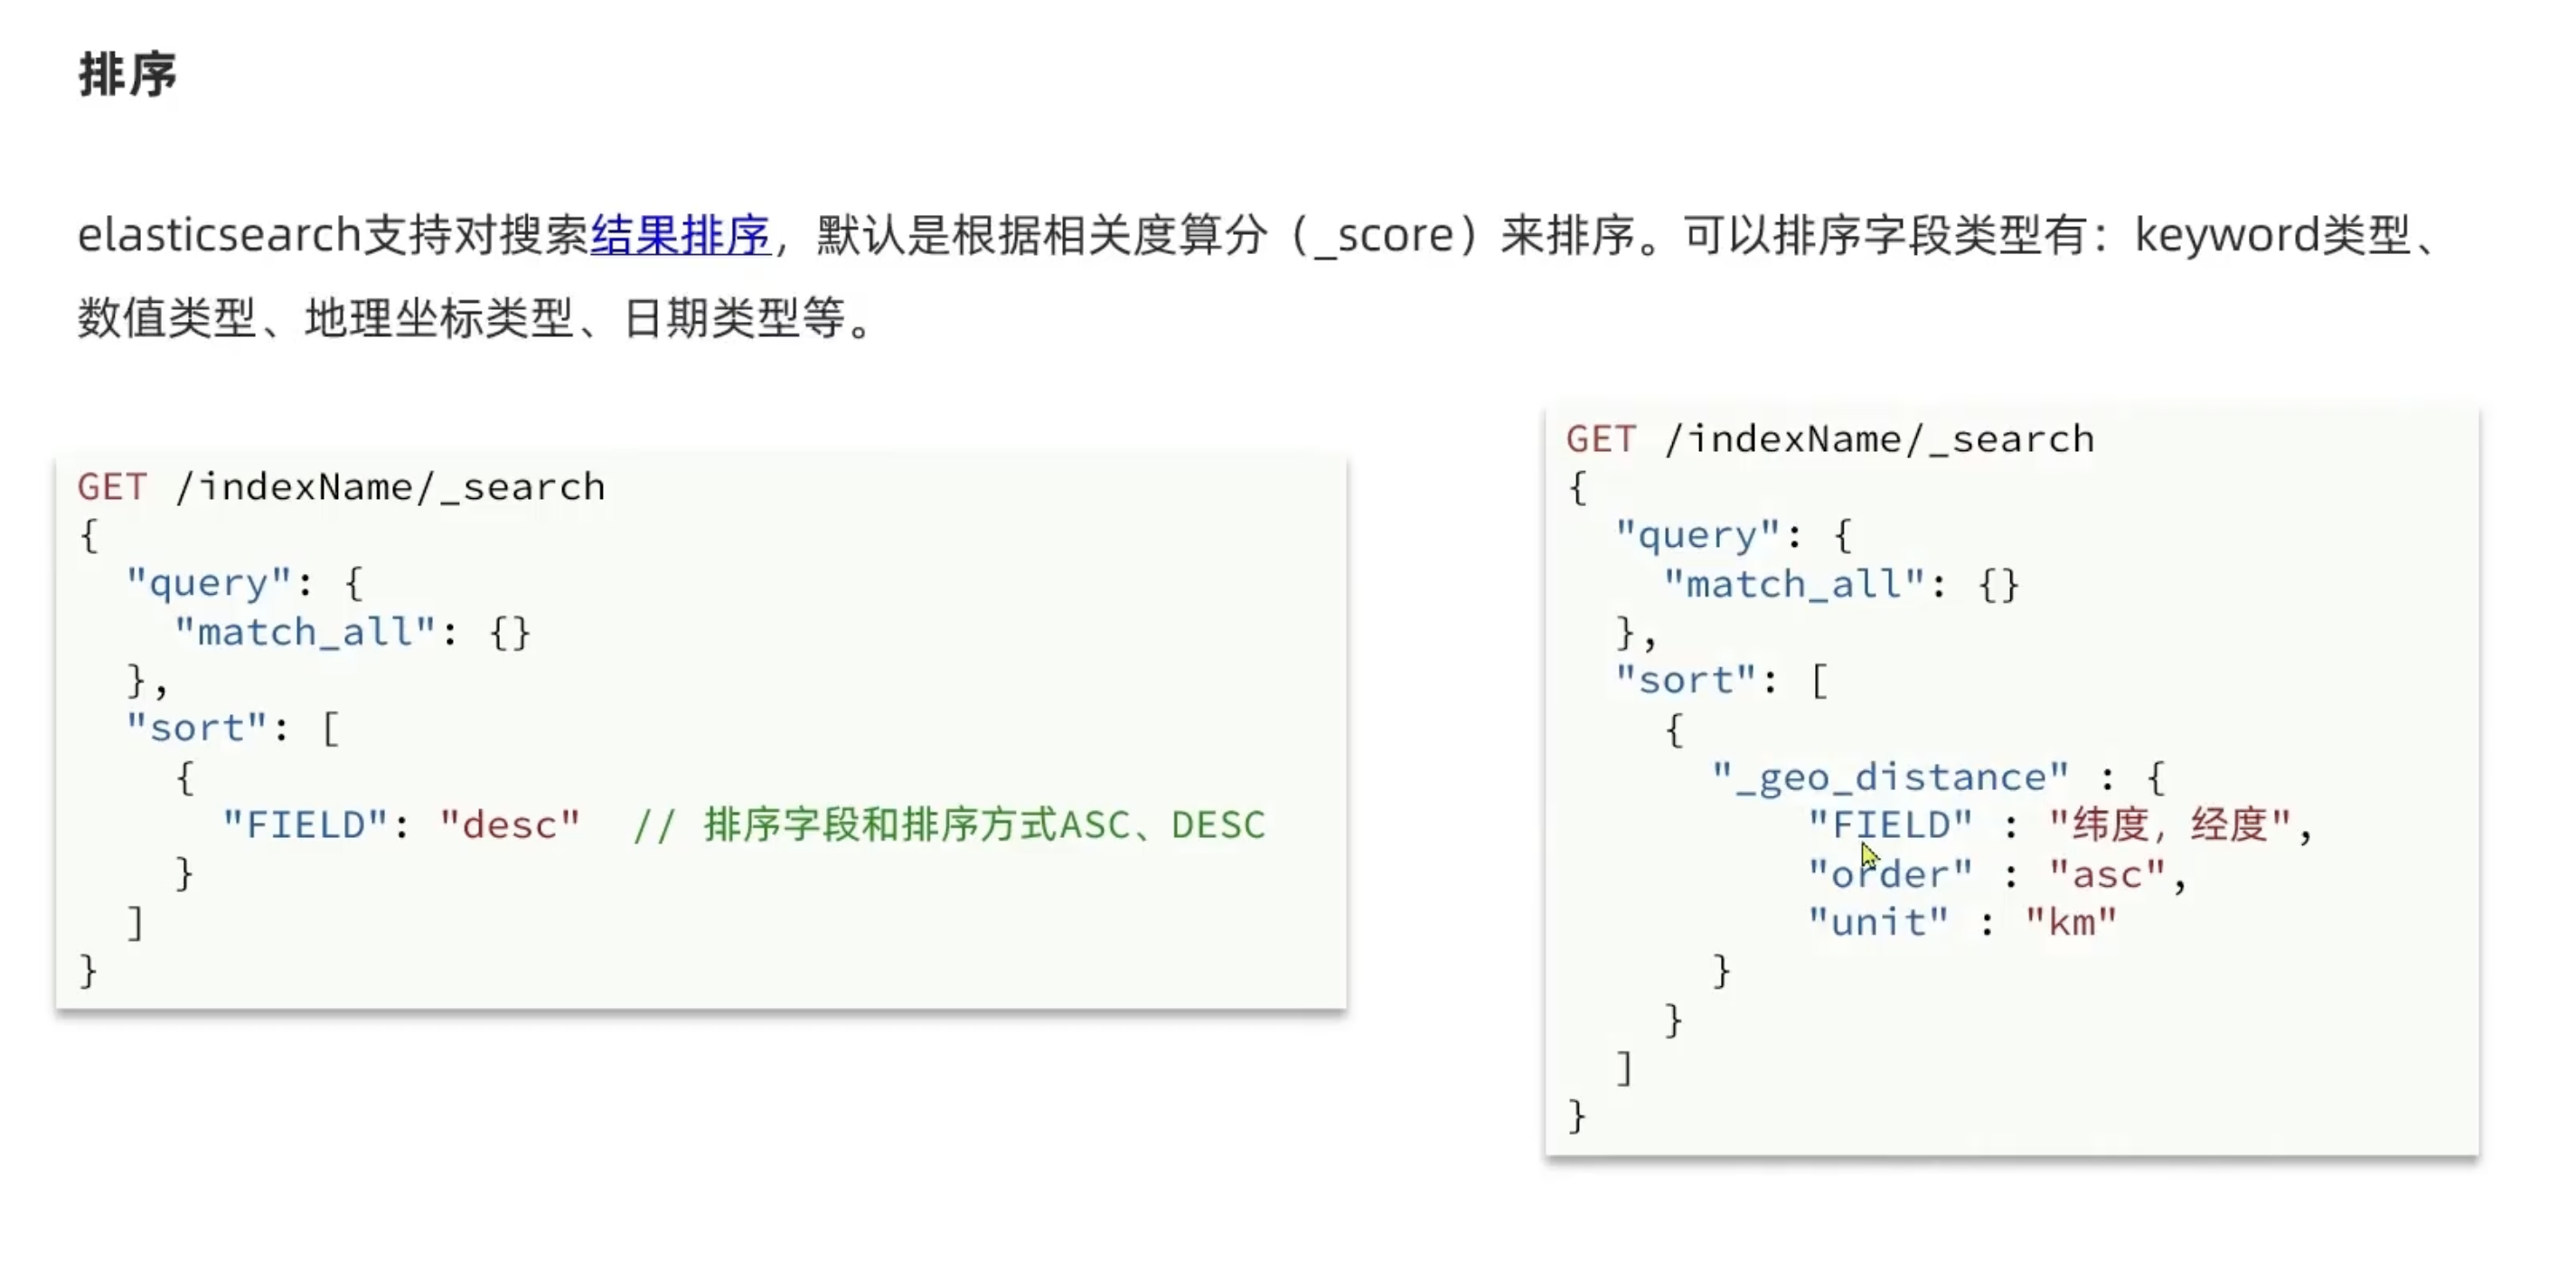 排序
elasticsearch支持对搜索结果排序，默认是根据相关度算分（_score）来排序。可以排序字段类型有：keyword类型、
数值类型、地理坐标类型、日期类型等。
GET /indexName/_search
{
  "query": {
    "match_all": {}
  },
  "sort": [
    {
      "FIELD": "desc"  // 排序字段和排序方式ASC、DESC
    }
  ]
}
GET /indexName/_search
{
  "query": {
    "match_all": {}
  },
  "sort": [
    {
      "_geo_distance" : {
          "FIELD" : "纬度，经度",
          "order" : "asc",
          "unit" : "km"
      }
    }
  ]
}